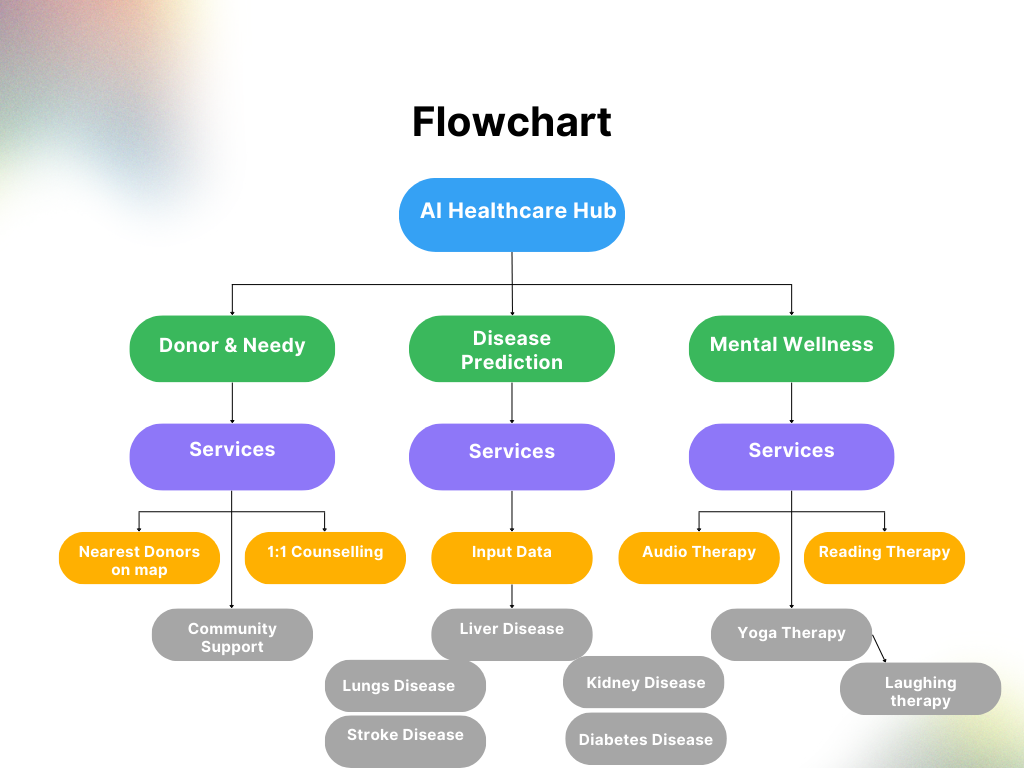 Flowchart
AI Healthcare Hub
Donor & Needy
Disease
Prediction
Mental Wellness
Services
Services
Services
Nearest Donors
on map
1:1 Counselling
Input Data
Audio Therapy
Reading Therapy
Community
Support
Liver Disease
Yoga Therapy
Lungs Disease
Kidney Disease
Laughing
therapy
Stroke Disease
Diabetes Disease